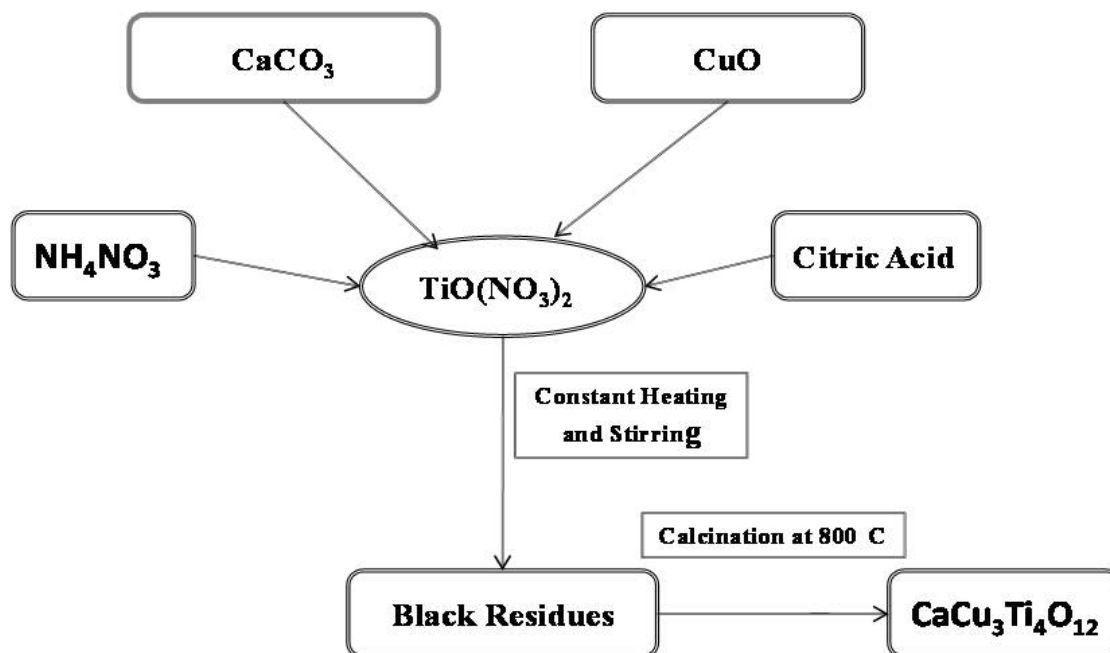 CaCO₃
CuO
NH₄NO₃
TiO(NO₃)₂
Citric Acid
Constant Heating
and Stirring
Calcination at 800 C
Black Residues
CaCu₃Ti₄O₁₂